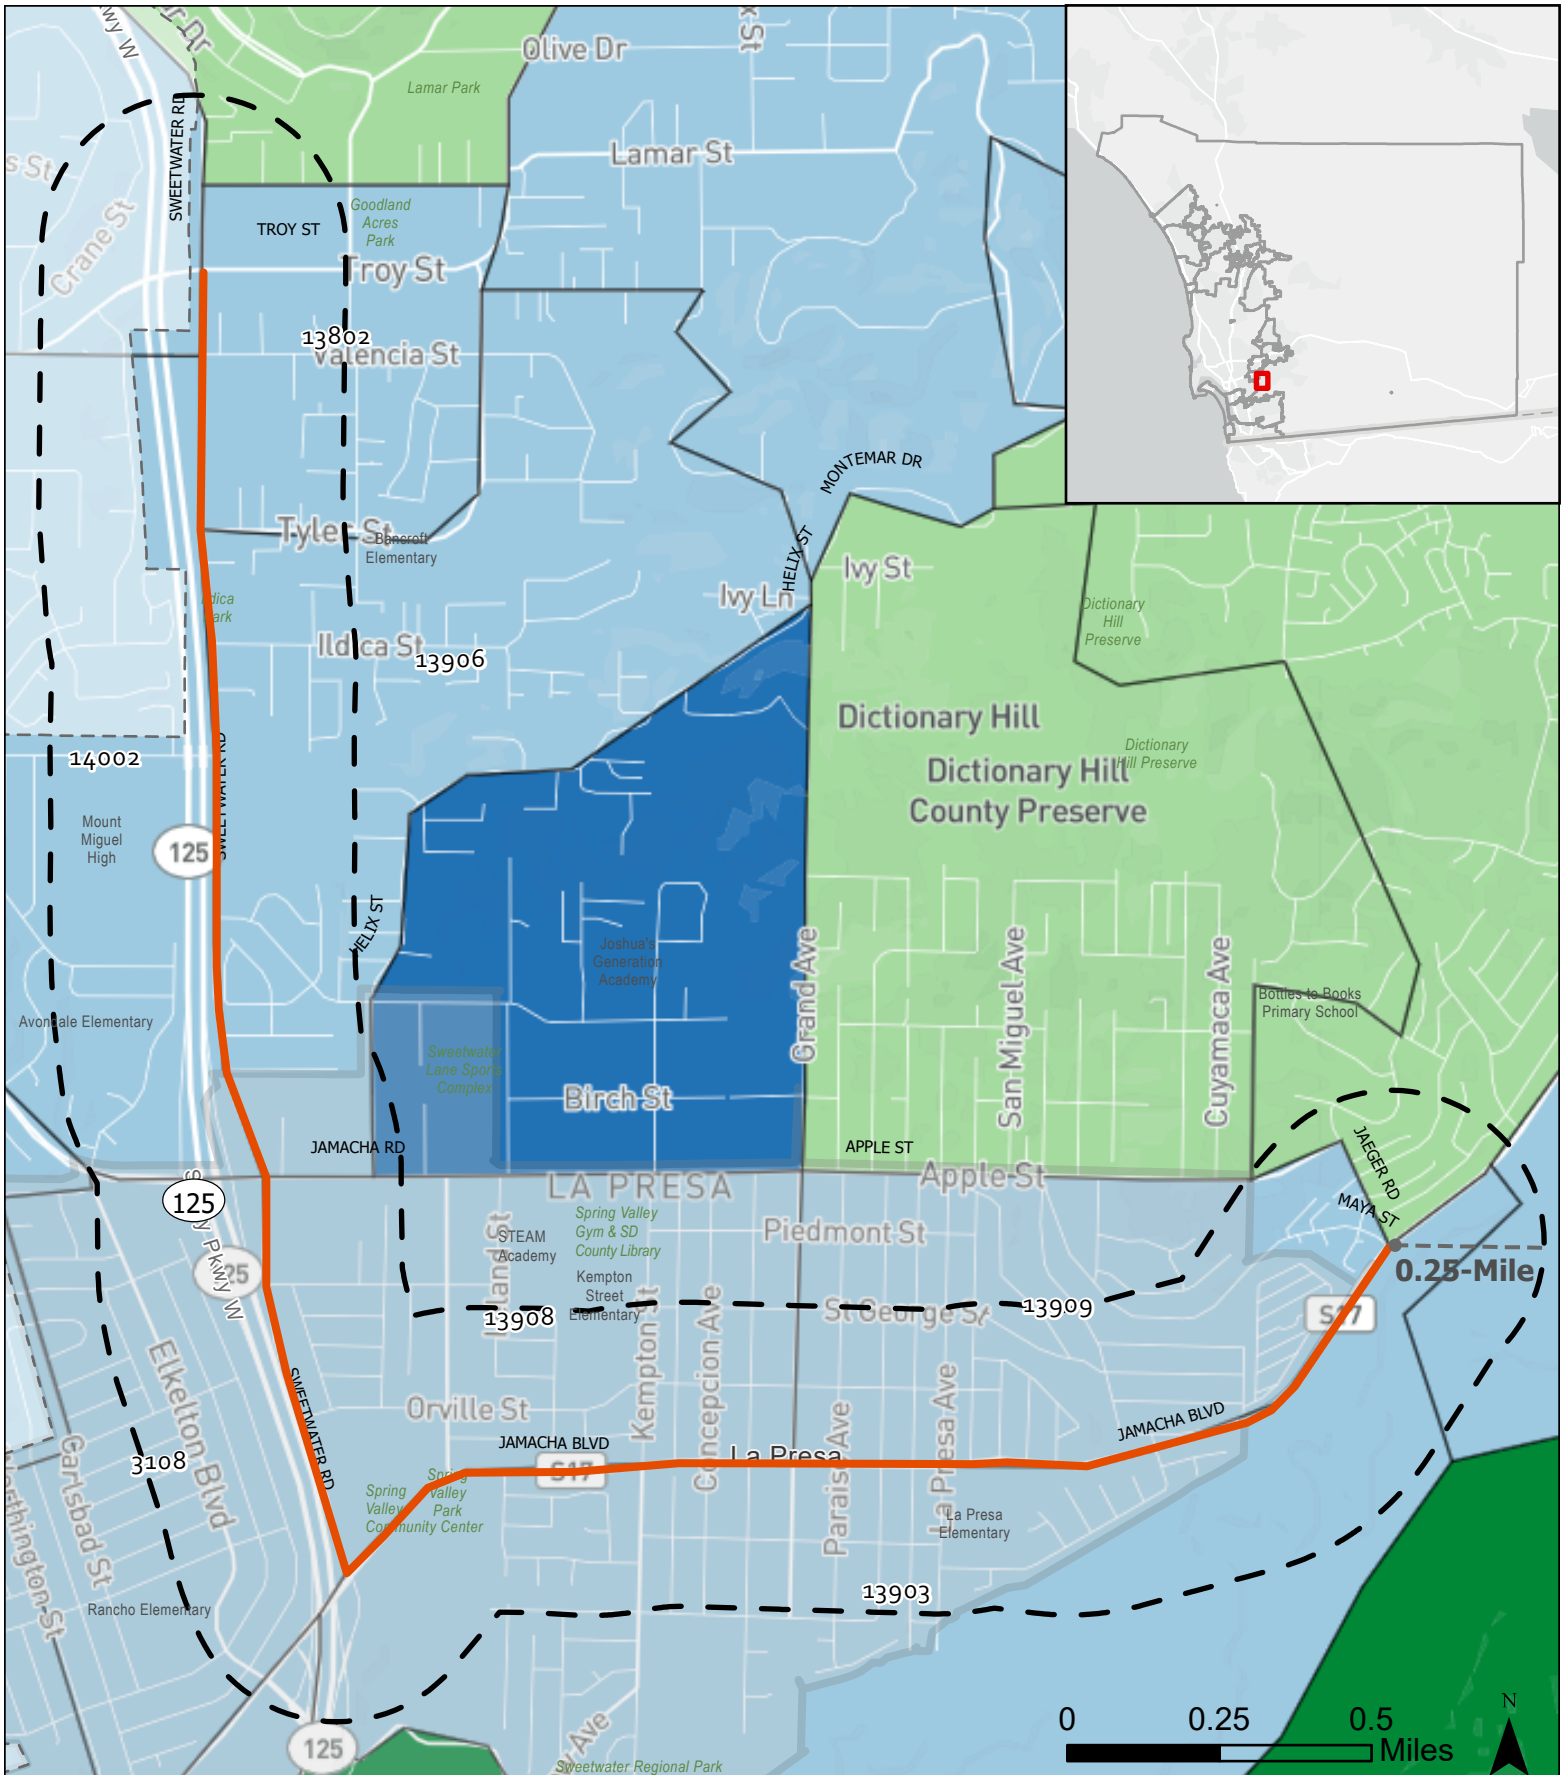 Olive Dr
Lamar Park
Lamar St
SWEETWATER RD
Crane St
Goodland
Acres
Park
TROY ST
Troy St
13802
Valencia St
MONTEMAR DR
Tyler St
Bancroft
Elementary
HELIX ST
Ivy St
Ivy Ln
Dictionary
Hill
Preserve
Ildica St
13906
Dictionary Hill
Dictionary
Hill Preserve
Dictionary Hill
County Preserve
14002
SWEETWATER RD
Mount
Miguel
High
125
HELIX ST
Joshua's
Generation
Academy
Grand Ave
San Miguel Ave
Cuyamaca Ave
Bottles to Books
Primary School
Avondale Elementary
Sweetwater
Lane Sports
Complex
Birch St
JAMACHA RD
APPLE ST
JAEGER RD
LA PRESA
Apple St
125
MAYA ST
Spring Valley
Gym & SD
County Library
STEAM
Academy
Piedmont St
Pkwy W
0.25-Mile
Kempton
Street
Elementary
13908
St George St
13909
S17
Elkelton Blvd
SWEETWATER RD
Orville St
Kempton St
Concepcion Ave
La Presa Ave
Paraiso Ave
JAMACHA BLVD
JAMACHA BLVD
La Presa
S17
3108
Carlsbad St
Spring
Valley
Park
Spring
Valley
Community Center
La Presa
Elementary
13903
Rancho Elementary
125
Sweetwater Regional Park
0 0.25 0.5
Miles
N